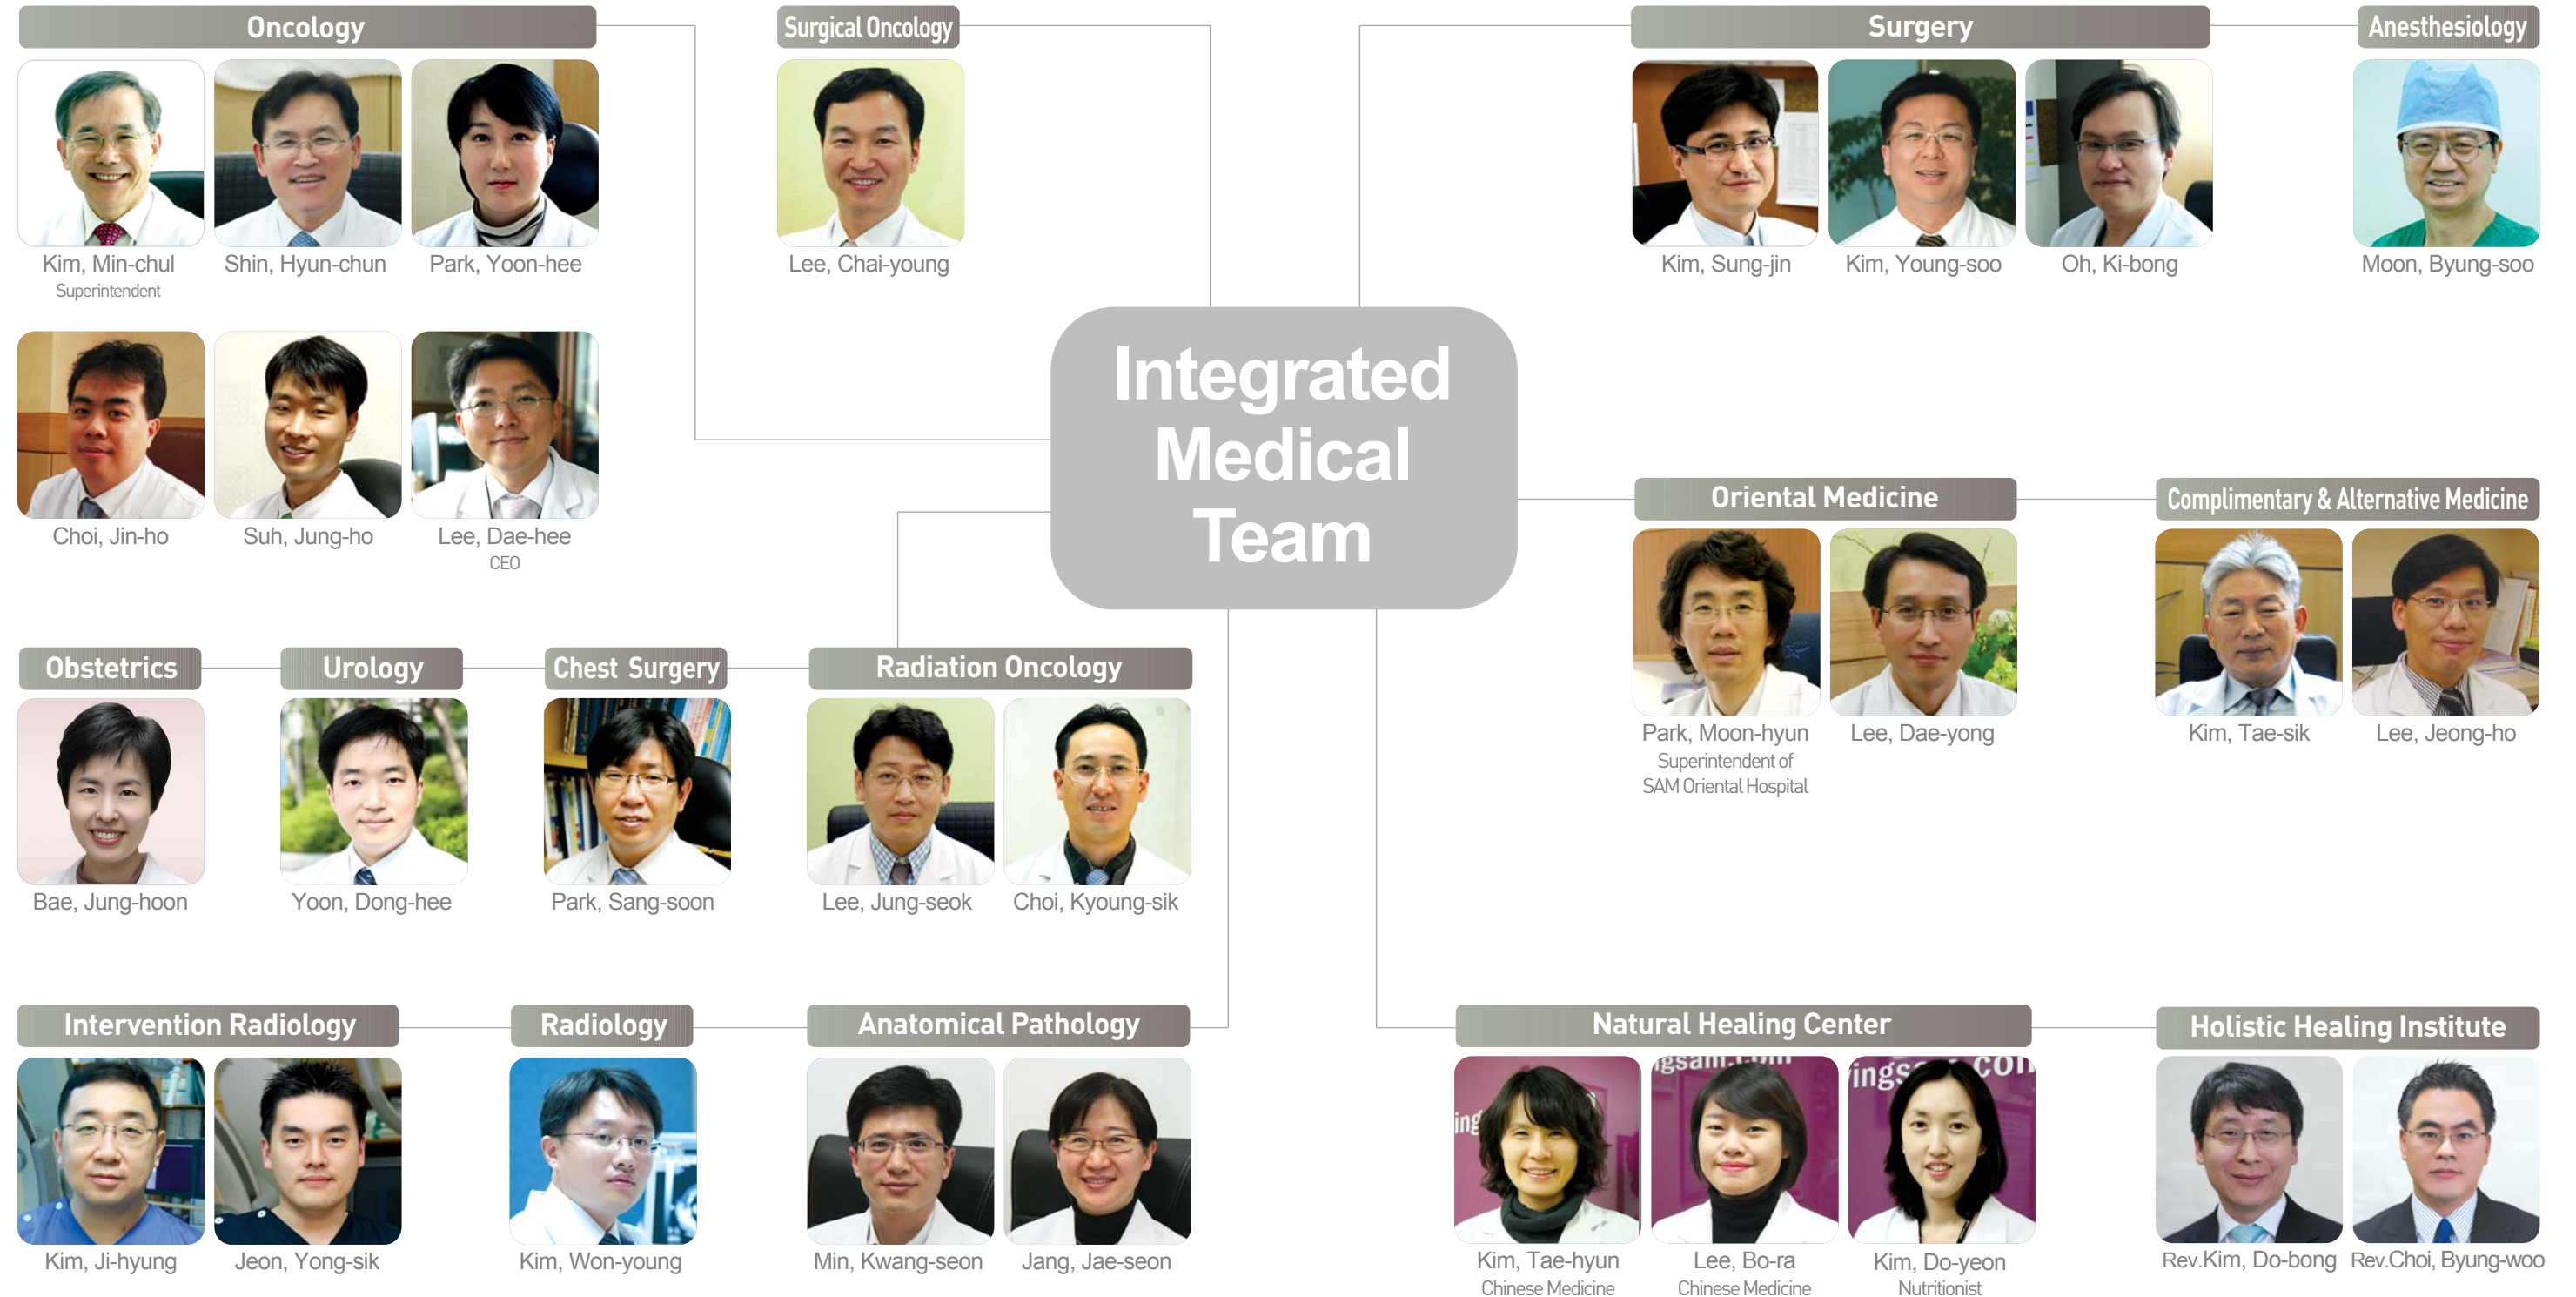 Oncology
Kim, Min-chul
Superintendent
Shin, Hyun-chun
Park, Yoon-hee
Choi, Jin-ho
Suh, Jung-ho
Lee, Dae-hee
CEO
Surgical Oncology
Lee, Chai-young
Surgery
Kim, Sung-jin
Kim, Young-soo
Oh, Ki-bong
Anesthesiology
Moon, Byung-soo
Integrated
Medical
Team
Oriental Medicine
Park, Moon-hyun
Superintendent of
SAM Oriental Hospital
Lee, Dae-yong
Complimentary & Alternative Medicine
Kim, Tae-sik
Lee, Jeong-ho
Obstetrics
Bae, Jung-hoon
Urology
Yoon, Dong-hee
Chest Surgery
Park, Sang-soon
Radiation Oncology
Lee, Jung-seok
Choi, Kyoung-sik
Intervention Radiology
Kim, Ji-hyung
Jeon, Yong-sik
Radiology
Kim, Won-young
Anatomical Pathology
Min, Kwang-seon
Jang, Jae-seon
Natural Healing Center
Kim, Tae-hyun
Chinese Medicine
Lee, Bo-ra
Chinese Medicine
Kim, Do-yeon
Nutritionist
Holistic Healing Institute
Rev.Kim, Do-bong
Rev.Choi, Byung-woo